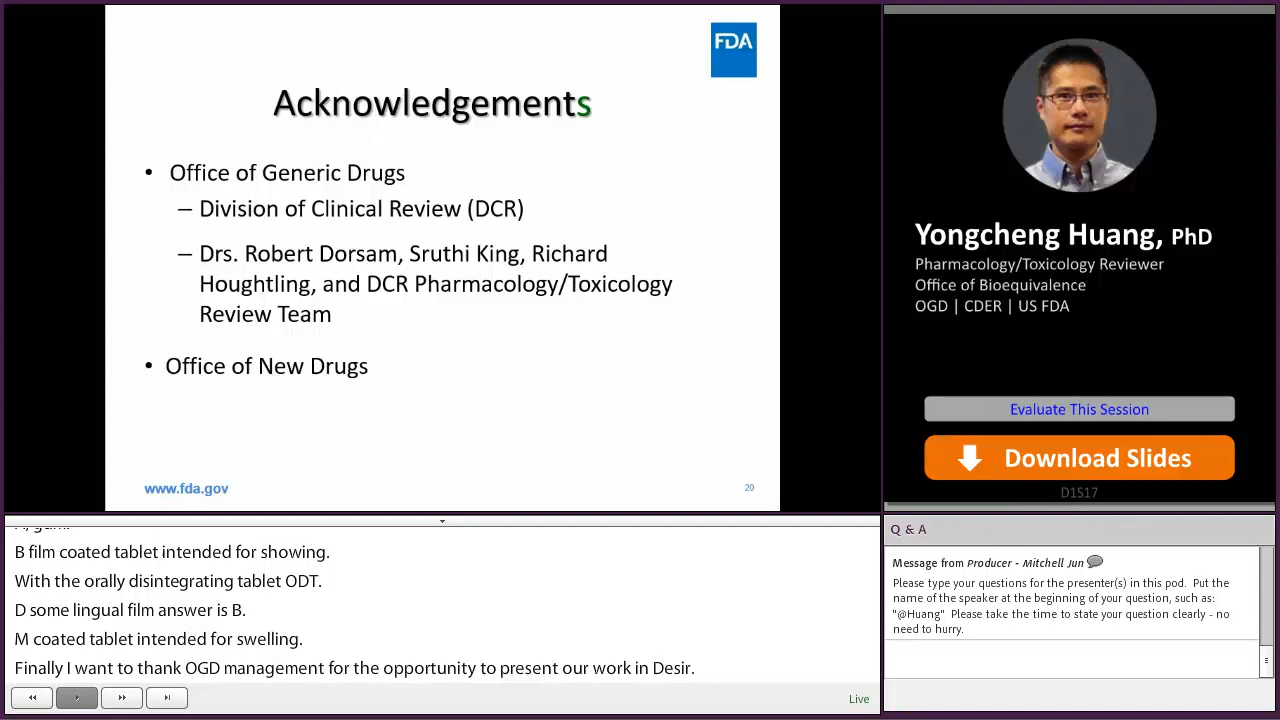 FDA
Acknowledgements
• Office of Generic Drugs
– Division of Clinical Review (DCR)
– Drs. Robert Dorsam, Sruthi King, Richard
Houghtling, and DCR Pharmacology/Toxicology
Review Team
• Office of New Drugs
www.fda.gov
20
Yongcheng Huang, PhD
Pharmacology/Toxicology Reviewer
Office of Bioequivalence
OGD | CDER | US FDA
Evaluate This Session
Download Slides
D1S17
B film coated tablet intended for showing.
With the orally disintegrating tablet ODT.
D some lingual film answer is B.
M coated tablet intended for swelling.
Finally I want to thank OGD management for the opportunity to present our work in Desir.
Live
Q & A
Message from Producer - Mitchell Jun
Please type your questions for the presenter(s) in this pod. Put the
name of the speaker at the beginning of your question, such as:
"@Huang" Please take the time to state your question clearly - no
need to hurry.